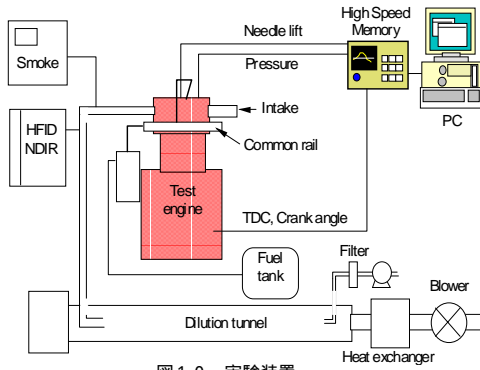 Needle lift
High Speed
Memory
Smoke
Pressure
Intake
PC
HFID
NDIR
Common rail
Test
engine
TDC, Crank angle
Fuel
tank
Filter
Blower
Dilution tunnel
Heat exchanger